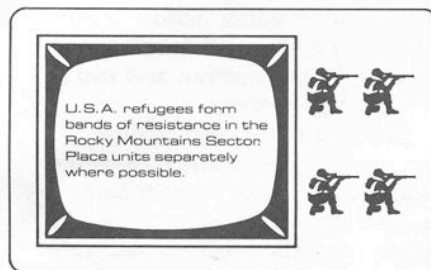 U.S.A. refugees form
bands of resistance in the
Rocky Mountains Sector.
Place units separately
where possible.